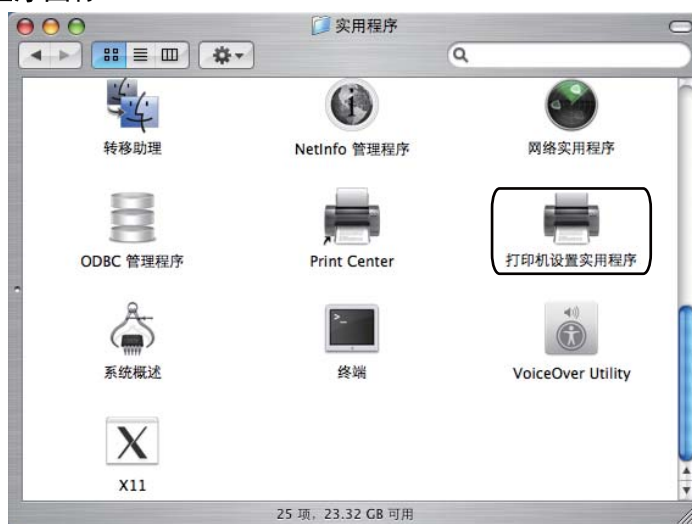 实用程序
转移助理
NetInfo 管理程序
网络实用程序
ODBC 管理程序
Print Center
打印机设置实用程序
系统概述
终端
VoiceOver Utility
X11
25 项，23.32 GB 可用